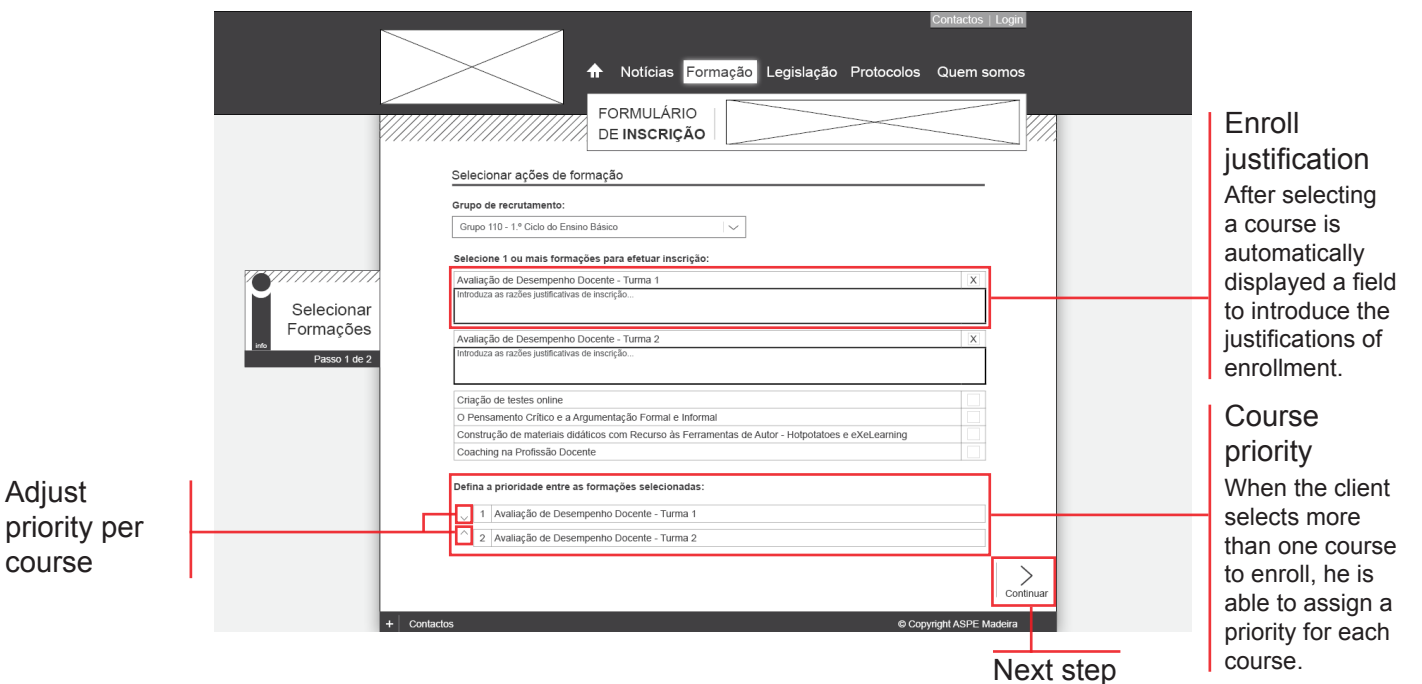 Contactos | Login
Notícias Formação Legislação Protocolos Quem somos
FORMULÁRIO
DE INSCRIÇÃO
Selecionar ações de formação
Grupo de recrutamento:
Grupo 110 - 1.º Ciclo do Ensino Básico
Selecione 1 ou mais formações para efetuar inscrição:
Avaliação de Desempenho Docente - Turma 1 X
Introduza as razões justificativas de inscrição...
Avaliação de Desempenho Docente - Turma 2 X
Introduza as razões justificativas de inscrição...
Criação de testes online
O Pensamento Crítico e a Argumentação Formal e Informal
Construção de materiais didáticos com Recurso às Ferramentas de Autor - Hotpotatoes e eXeLearning
Coaching na Profissão Docente
Defina a prioridade entre as formações selecionadas:
1 Avaliação de Desempenho Docente - Turma 1
2 Avaliação de Desempenho Docente - Turma 2
Continuar
+ Contactos
© Copyright ASPE Madeira
Selecionar
Formações
info
Passo 1 de 2
Adjust
priority per
course
Enroll
justification
After selecting
a course is
automatically
displayed a field
to introduce the
justifications of
enrollment.
Course
priority
When the client
selects more
than one course
to enroll, he is
able to assign a
priority for each
course.
Next step